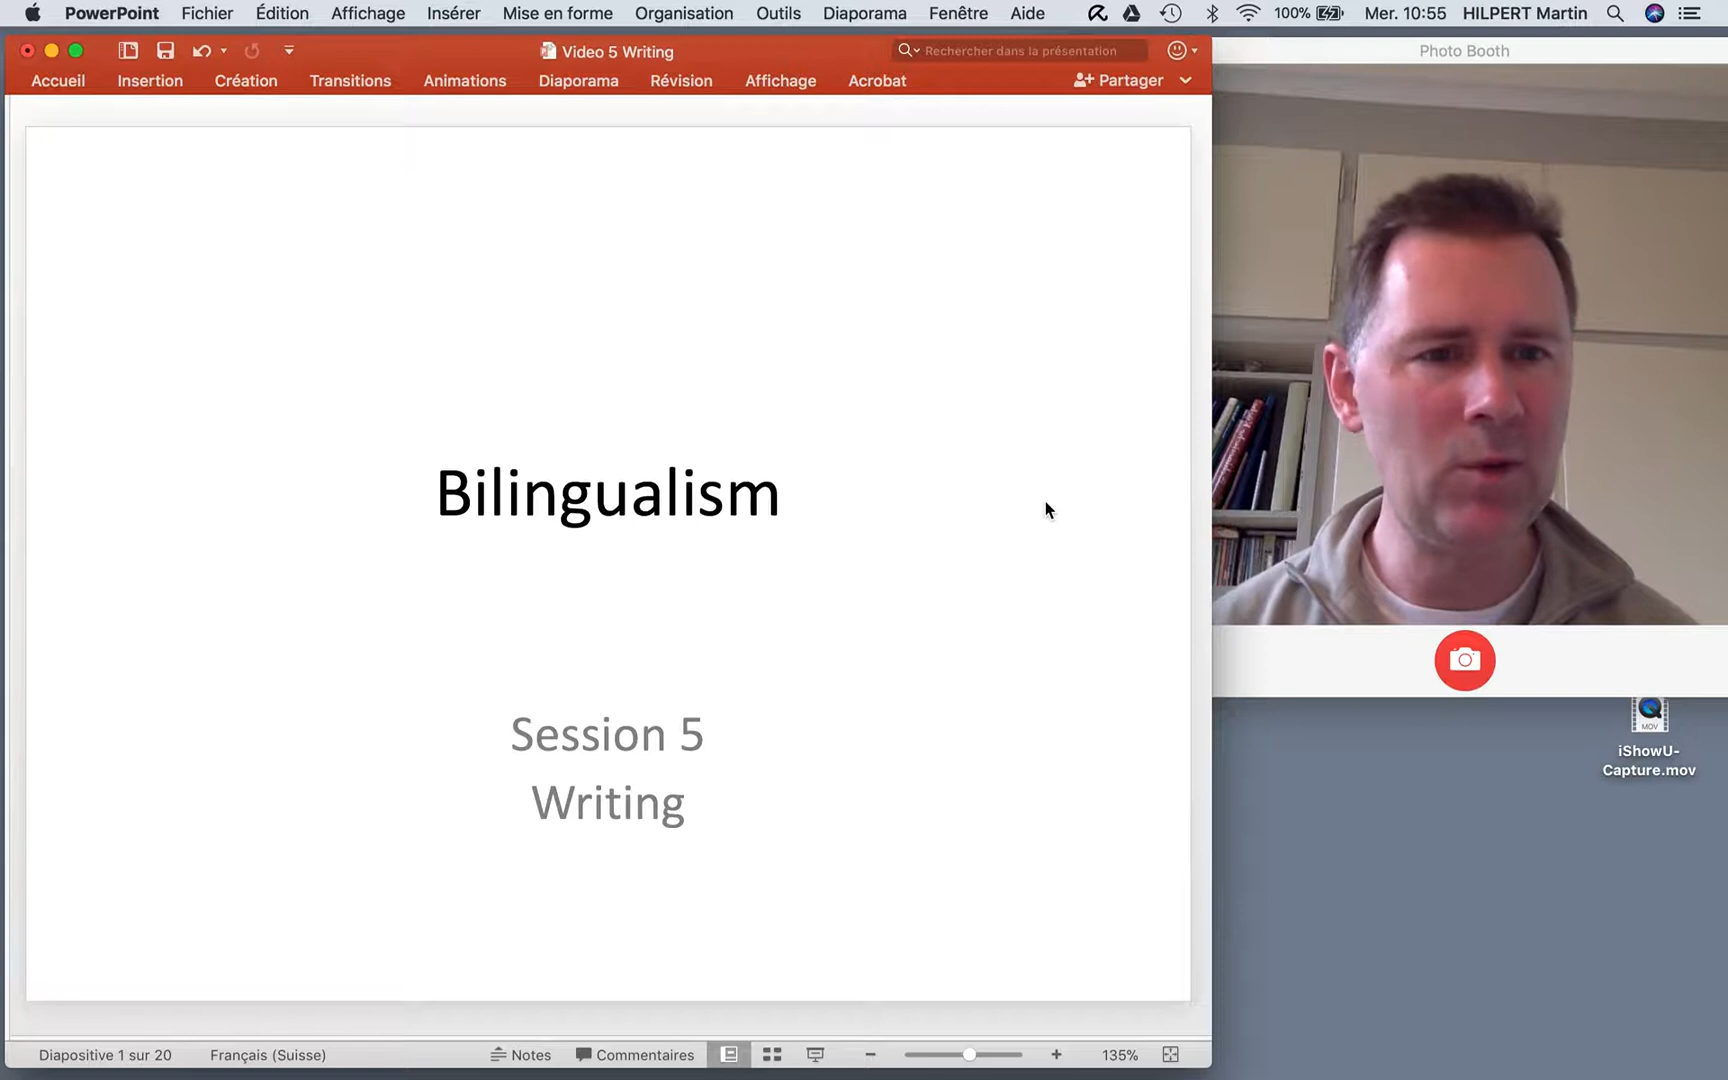 PowerPoint Fichier Édition Affichage Insérer Mise en forme Organisation Outils Diaporama Fenêtre Aide 100% Mer. 10:55 HILPERT Martin
Video 5 Writing
Rechercher dans la présentation
Photo Booth
Accueil Insertion Création Transitions Animations Diaporama Révision Affichage Acrobat Partager
Bilingualism
Session 5
Writing
MOV
iShowU-
Capture.mov
Diapositive 1 sur 20 Français (Suisse) Notes Commentaires 135%